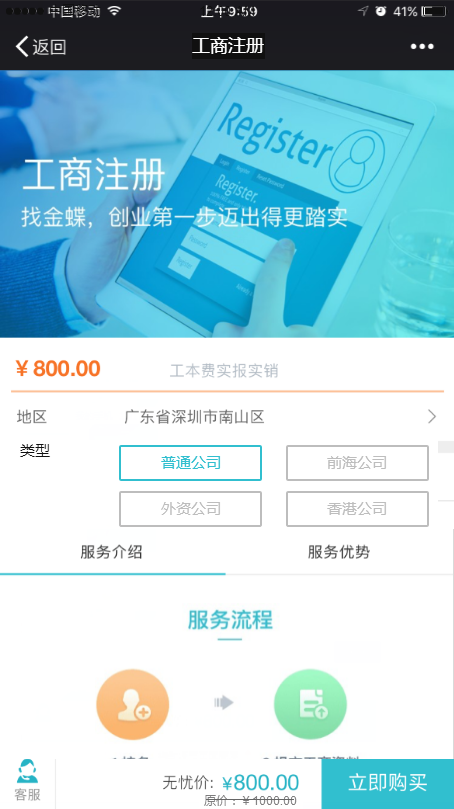 中国移动 上午9:59 41%
返回 工商注册
Register
Register.
Password
Register
工商注册
找金蝶，创业第一步迈出得更踏实
¥ 800.00 工本费实报实销
地区 广东省深圳市南山区
类型 普通公司 前海公司
外资公司 香港公司
服务介绍 服务优势
服务流程
客服 无忧价: ¥800.00 立即购买
原价：￥1000.00